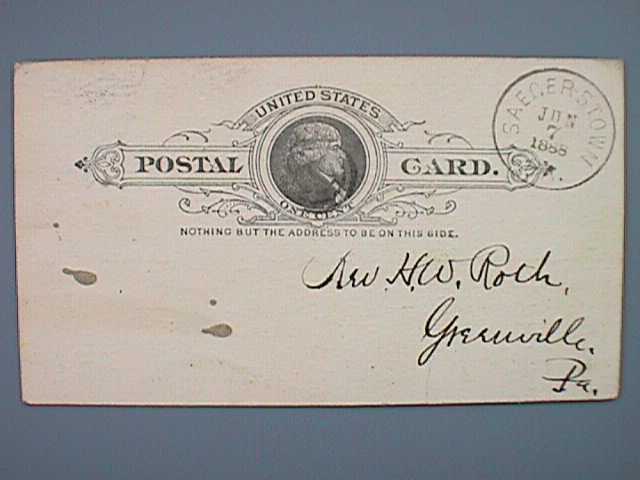 UNITED STATES
POSTAL CARD.
ONE CENT
NOTHING BUT THE ADDRESS TO BE ON THIS SIDE.
SAEGERSTOWN
JUN
7
1888
Rev. H.W. Roth,
Greenville,
Pa.